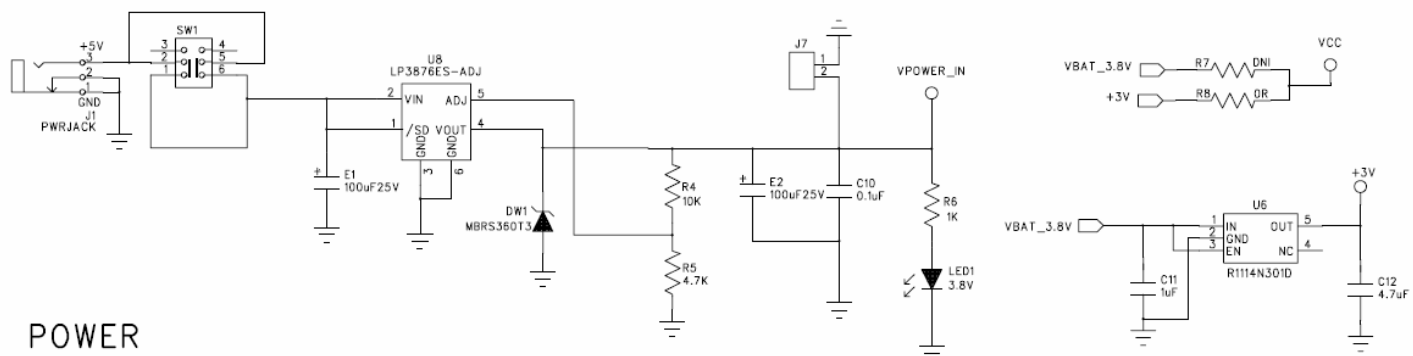 SW1
+5V
3 4
2 5
1 6
3
2
1
GND
J1
PWRJACK
U8
LP3876ES-ADJ
2 VIN ADJ 5
1 /SD VOUT 4
GND GND
3 6
E1
100uF25V
DW1
MBRS360T3
R4
10K
R5
4.7K
J7
1
2
E2
100uF25V
C10
0.1uF
VPOWER_IN
R6
1K
LED1
3.8V
VCC
VBAT_3.8V R7 DNI
+3V R8 0R
+3V
U6
VBAT_3.8V
1 IN OUT 5
2 GND
3 EN NC 4
R1114N301D
C11
1uF
C12
4.7uF
POWER